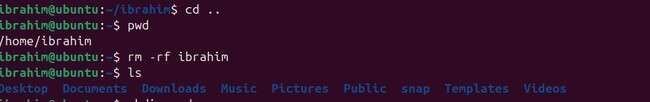 ibrahim@ubuntu:~/ibrahim$ cd ..
ibrahim@ubuntu:~$ pwd
/home/ibrahim
ibrahim@ubuntu:~$ rm -rf ibrahim
ibrahim@ubuntu:~$ ls
Desktop Documents Downloads Music Pictures Public snap Templates Videos